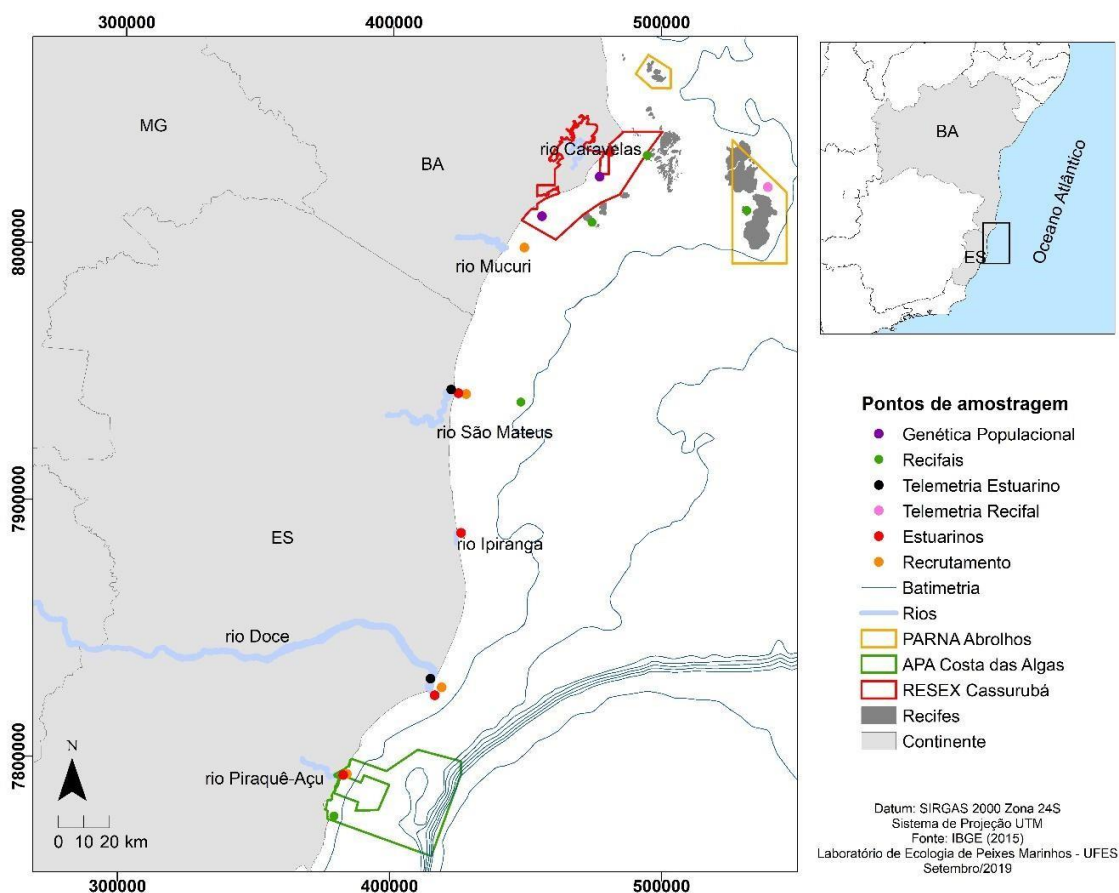 300000
400000
500000
MG
BA
rio Caravelas
8000000
rio Mucuri
rio São Mateus
7900000
ES
rio Ipiranga
rio Doce
7800000
N
rio Piraquê-Açu
0 10 20 km
300000
400000
500000
BA
ES
Oceano Atlântico
Pontos de amostragem
Genética Populacional
Recifais
Telemetria Estuarino
Telemetria Recifal
Estuarinos
Recrutamento
Batimetria
Rios
PARNA Abrolhos
APA Costa das Algas
RESEX Cassurubá
Recifes
Continente
Datum: SIRGAS 2000 Zona 24S
Sistema de Projeção UTM
Fonte: IBGE (2015)
Laboratório de Ecologia de Peixes Marinhos - UFES
Setembro/2019